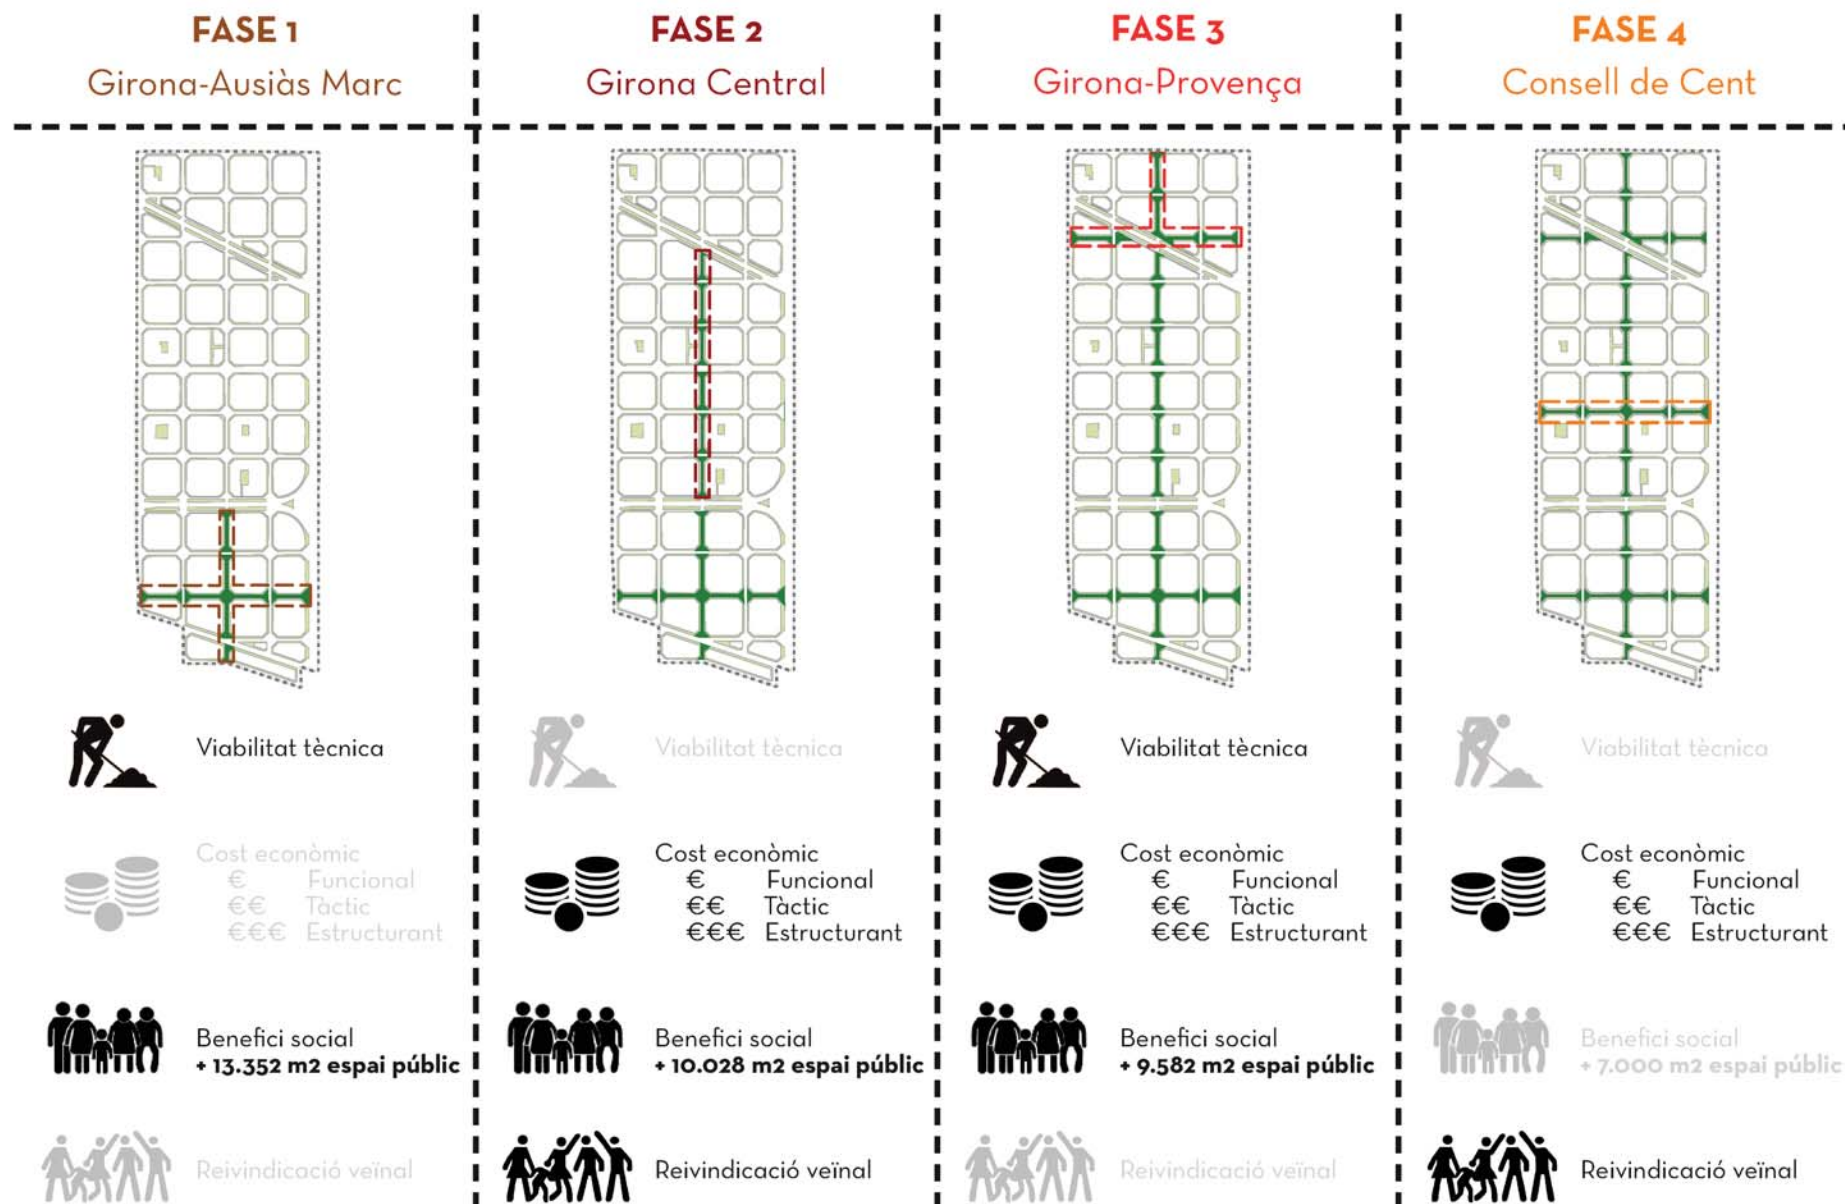 FASE 1
Girona-Ausiàs Marc
FASE 2
Girona Central
FASE 3
Girona-Provença
FASE 4
Consell de Cent
Viabilitat tècnica
Cost econòmic
€ Funcional
€€ Tàctic
€€€ Estructurant
Benefici social
+ 13.352 m2 espai públic
Reivindicació veïnal
Viabilitat tècnica
Cost econòmic
€ Funcional
€€ Tàctic
€€€ Estructurant
Benefici social
+ 10.028 m2 espai públic
Reivindicació veïnal
Viabilitat tècnica
Cost econòmic
€ Funcional
€€ Tàctic
€€€ Estructurant
Benefici social
+ 9.582 m2 espai públic
Reivindicació veïnal
Viabilitat tècnica
Cost econòmic
€ Funcional
€€ Tàctic
€€€ Estructurant
Benefici social
+ 7.000 m2 espai públic
Reivindicació veïnal